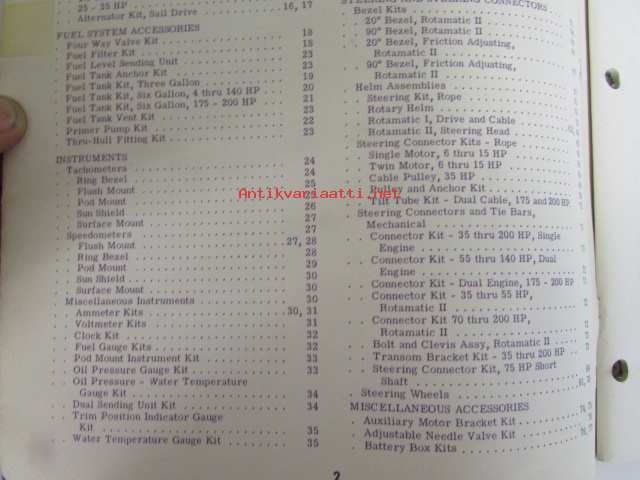 25 - 35 HP
Alternator Kit, Sail Drive 16, 17
FUEL SYSTEM ACCESSORIES
Four Way Valve Kit 18
Fuel Filter Kit 18
Fuel Level Sending Unit 23
Fuel Tank Anchor Kit 23
Fuel Tank Kit, Three Gallon 19
Fuel Tank Kit, Six Gallon, 4 thru 140 HP 20
Fuel Tank Kit, Six Gallon, 175 - 200 HP 21
Fuel Tank Vent Kit 23
Primer Pump Kit 22
Thru-Hull Fitting Kit 23
INSTRUMENTS
Tachometers 24
Ring Bezel 24
Flush Mount 25
Pod Mount
Sun Shield 26
Surface Mount 27
Speedometers 27
Flush Mount 27, 28
Ring Bezel 28
Pod Mount 29
Sun Shield 30
Surface Mount 30
Miscellaneous Instruments 30
Ammeter Kits 30, 31
Voltmeter Kits 31
Clock Kit 32
Fuel Gauge Kits 32
Pod Mount Instrument Kit 33
Oil Pressure Gauge Kit 33
Oil Pressure - Water Temperature
Gauge Kit 34
Dual Sending Unit Kit 34
Trim Position Indicator Gauge
Kit 35
Water Temperature Gauge Kit 35
STEERING AND STEERING CONNECTORS
Bezel Kits
20° Bezel, Rotamatic II
90° Bezel, Rotamatic II
20° Bezel, Friction Adjusting,
Rotamatic II
90° Bezel, Friction Adjusting,
Rotamatic II
Helm Assemblies
Steering Kit, Rope
Rotary Helm
Rotamatic I, Drive and Cable
Rotamatic II, Steering Head
Steering Connector Kits - Rope
Single Motor, 6 thru 15 HP
Twin Motor, 6 thru 15 HP
Cable Pulley, 35 HP
Pulley and Anchor Kit
Tilt Tube Kit - Dual Cable, 175 and 200 HP
Steering Connectors and Tie Bars,
Mechanical
Connector Kit - 35 thru 200 HP, Single
Engine
Connector Kit - 55 thru 140 HP, Dual
Engine
Connector Kit - Dual Engine, 175 - 200 HP
Connector Kit - 35 thru 55 HP,
Rotamatic II
Connector Kit 70 thru 200 HP,
Rotamatic II
Bolt and Clevis Assy, Rotamatic II
Transom Bracket Kit - 35 thru 200 HP
Steering Connector Kit, 75 HP Short
Shaft
Steering Wheels
MISCELLANEOUS ACCESSORIES
Auxiliary Motor Bracket Kit
Adjustable Needle Valve Kit
Battery Box Kits
2
Antikvariaatti.net